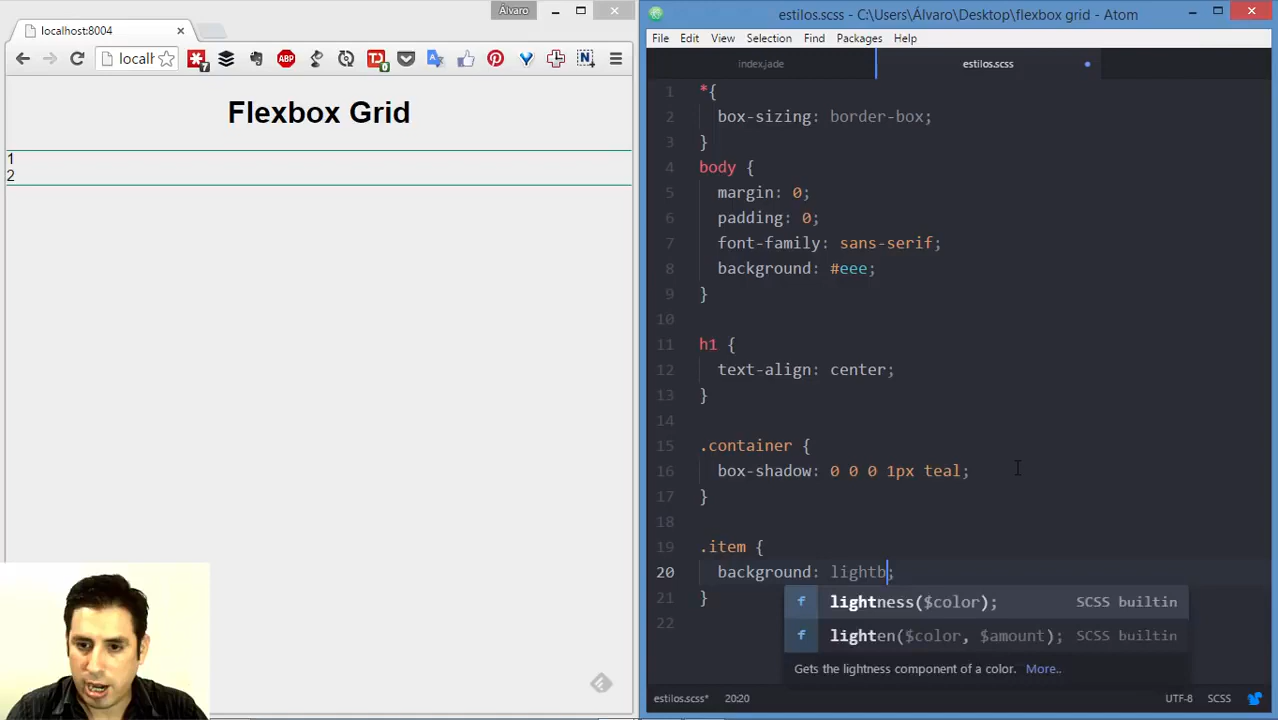 Álvaro
localhost:8004
estilos.scss - C:\Users\Álvaro\Desktop\flexbox grid - Atom
File Edit View Selection Find Packages Help
localh
7
ABP
TD
0
N
index.jade
estilos.scss
Flexbox Grid
1
2
1 *{
2 box-sizing: border-box;
3 }
4 body {
5 margin: 0;
6 padding: 0;
7 font-family: sans-serif;
8 background: #eee;
9 }
10
11 h1 {
12 text-align: center;
13 }
14
15 .container {
16 box-shadow: 0 0 0 1px teal;
17 }
18
19 .item {
20 background: lightb;
21 }
22
f lightness($color); SCSS builtin
f lighten($color, $amount); SCSS builtin
Gets the lightness component of a color. More..
estilos.scss* 20:20
UTF-8 SCSS